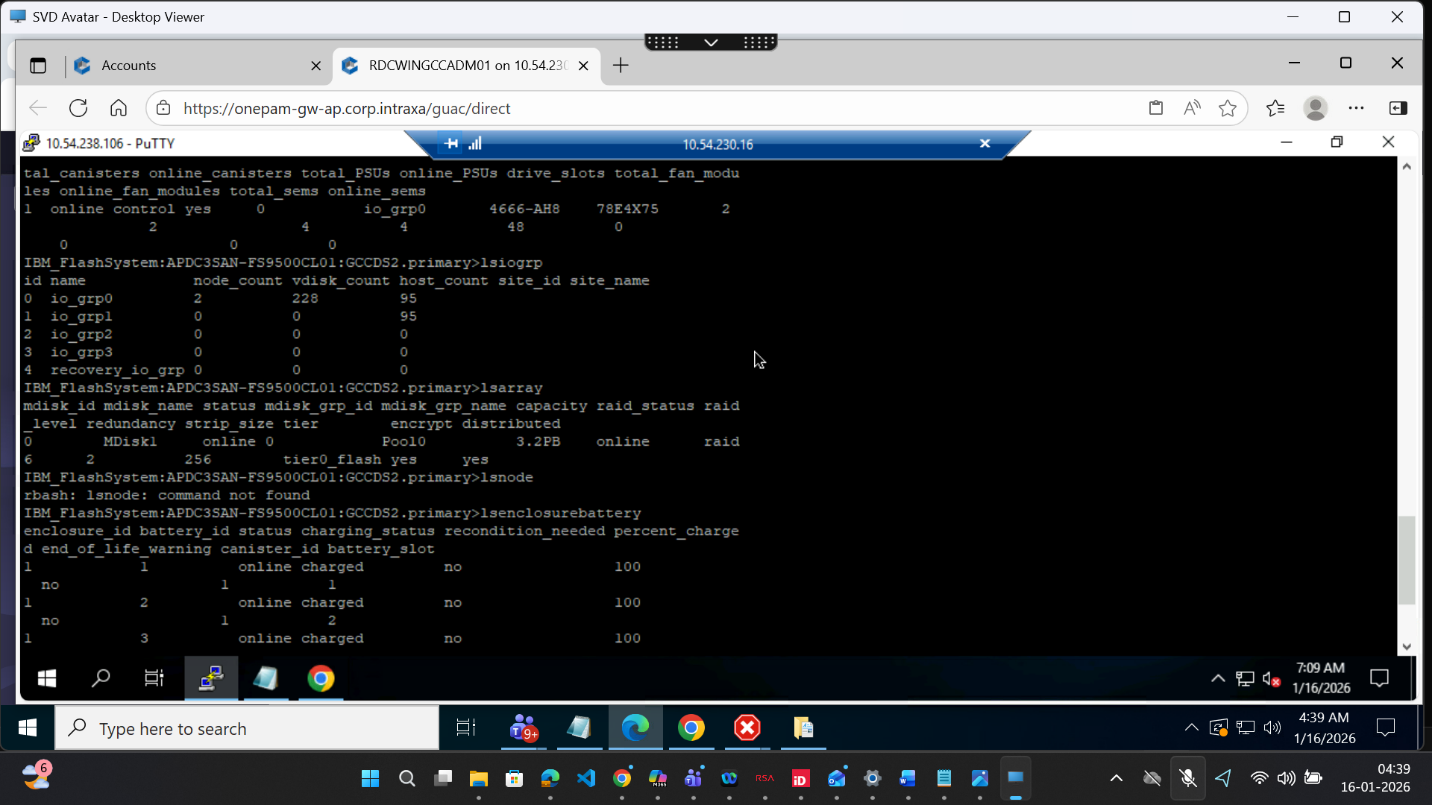 SVD Avatar - Desktop Viewer
Accounts
RDCWINGCCADM01 on 10.54.230
https://onepam-gw-ap.corp.intraxa/guac/direct
10.54.238.106 - PuTTY
10.54.230.16
tal_canisters online_canisters total_PSUs online_PSUs drive_slots total_fan_modu
les online_fan_modules total_sems online_sems
1 online control yes 0 io_grp0 4666-AH8 78E4X75 2
2 4 4 48 0
0 0 0
IBM_FlashSystem:APDC3SAN-FS9500CL01:GCCDS2.primary>lsiogrp
id name node_count vdisk_count host_count site_id site_name
0 io_grp0 2 228 95
1 io_grp1 0 0 95
2 io_grp2 0 0 0
3 io_grp3 0 0 0
4 recovery_io_grp 0 0 0
IBM_FlashSystem:APDC3SAN-FS9500CL01:GCCDS2.primary>lsarray
mdisk_id mdisk_name status mdisk_grp_id mdisk_grp_name capacity raid_status raid
_level redundancy strip_size tier encrypt distributed
0 MDisk1 online 0 Pool0 3.2PB online raid
6 2 256 tier0_flash yes yes
IBM_FlashSystem:APDC3SAN-FS9500CL01:GCCDS2.primary>lsnode
rbash: lsnode: command not found
IBM_FlashSystem:APDC3SAN-FS9500CL01:GCCDS2.primary>lsenclosurebattery
enclosure_id battery_id status charging_status recondition_needed percent_charge
d end_of_life_warning canister_id battery_slot
1 1 online charged no 100
no 1 1
1 2 online charged no 100
no 1 2
1 3 online charged no 100
7:09 AM
1/16/2026
Type here to search
9+
4:39 AM
1/16/2026
6
RSA
iD
04:39
16-01-2026